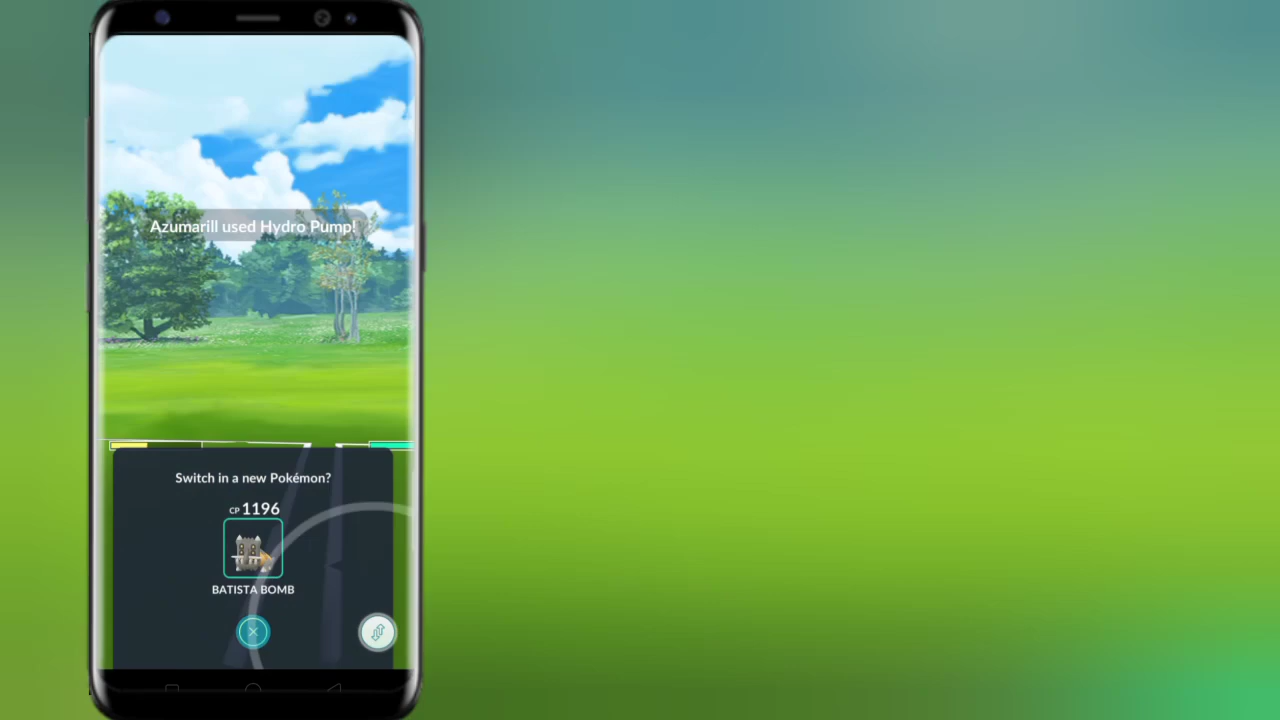 Azumarill used Hydro Pump!
Switch in a new Pokémon?
CP 1196
BATISTA BOMB